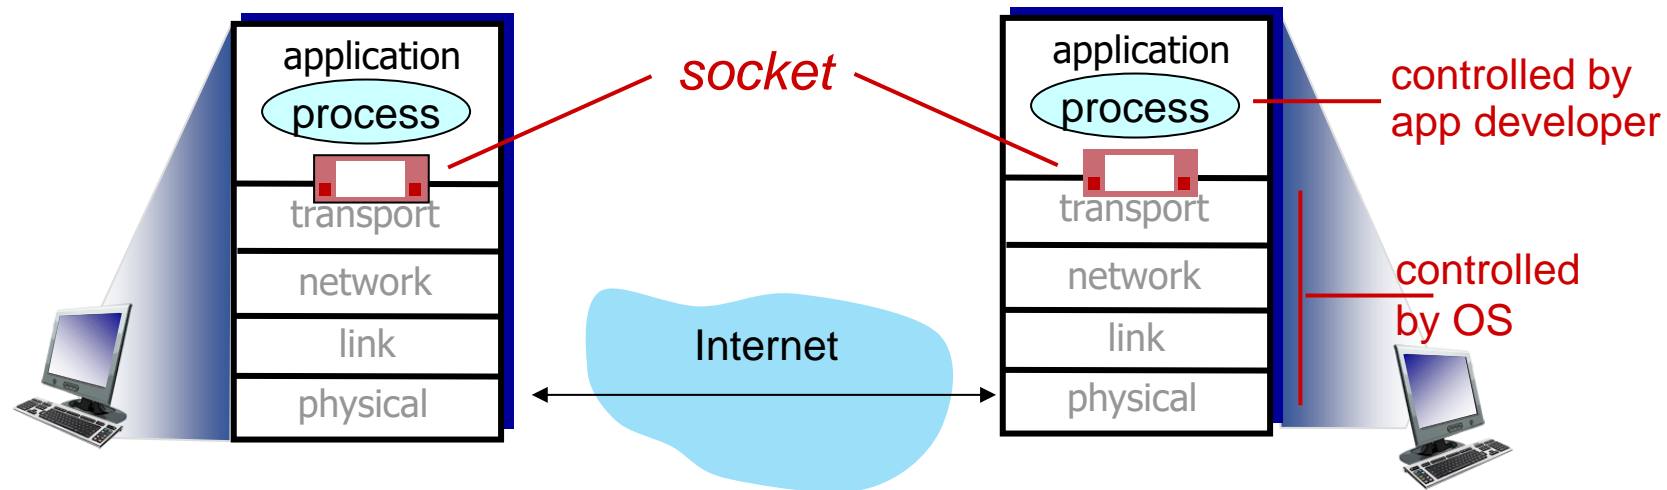 application
process
transport
network
link
physical
socket
Internet
application
process
transport
network
link
physical
controlled by
app developer
controlled
by OS